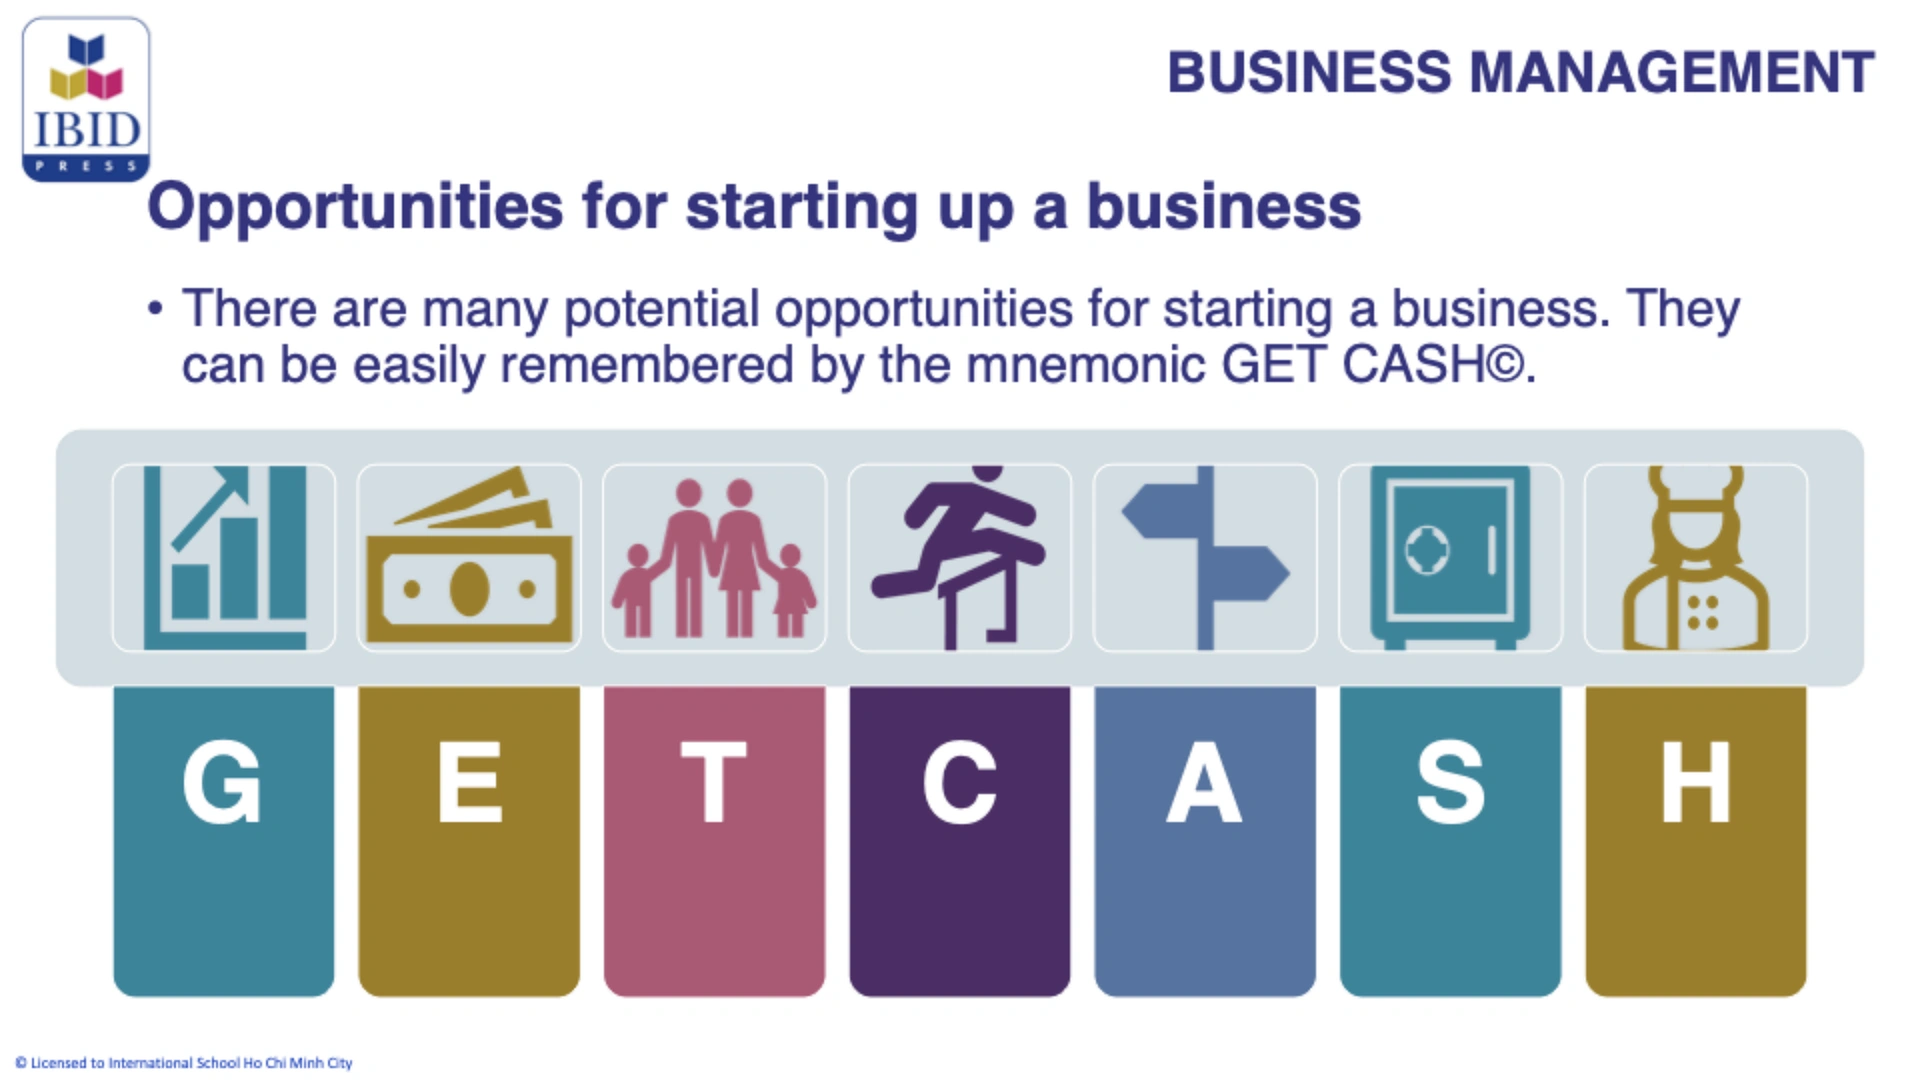 IBID
PRESS
BUSINESS MANAGEMENT
Opportunities for starting up a business
• There are many potential opportunities for starting a business. They
can be easily remembered by the mnemonic GET CASH©.
G E T C A S H
© Licensed to International School Ho Chi Minh City